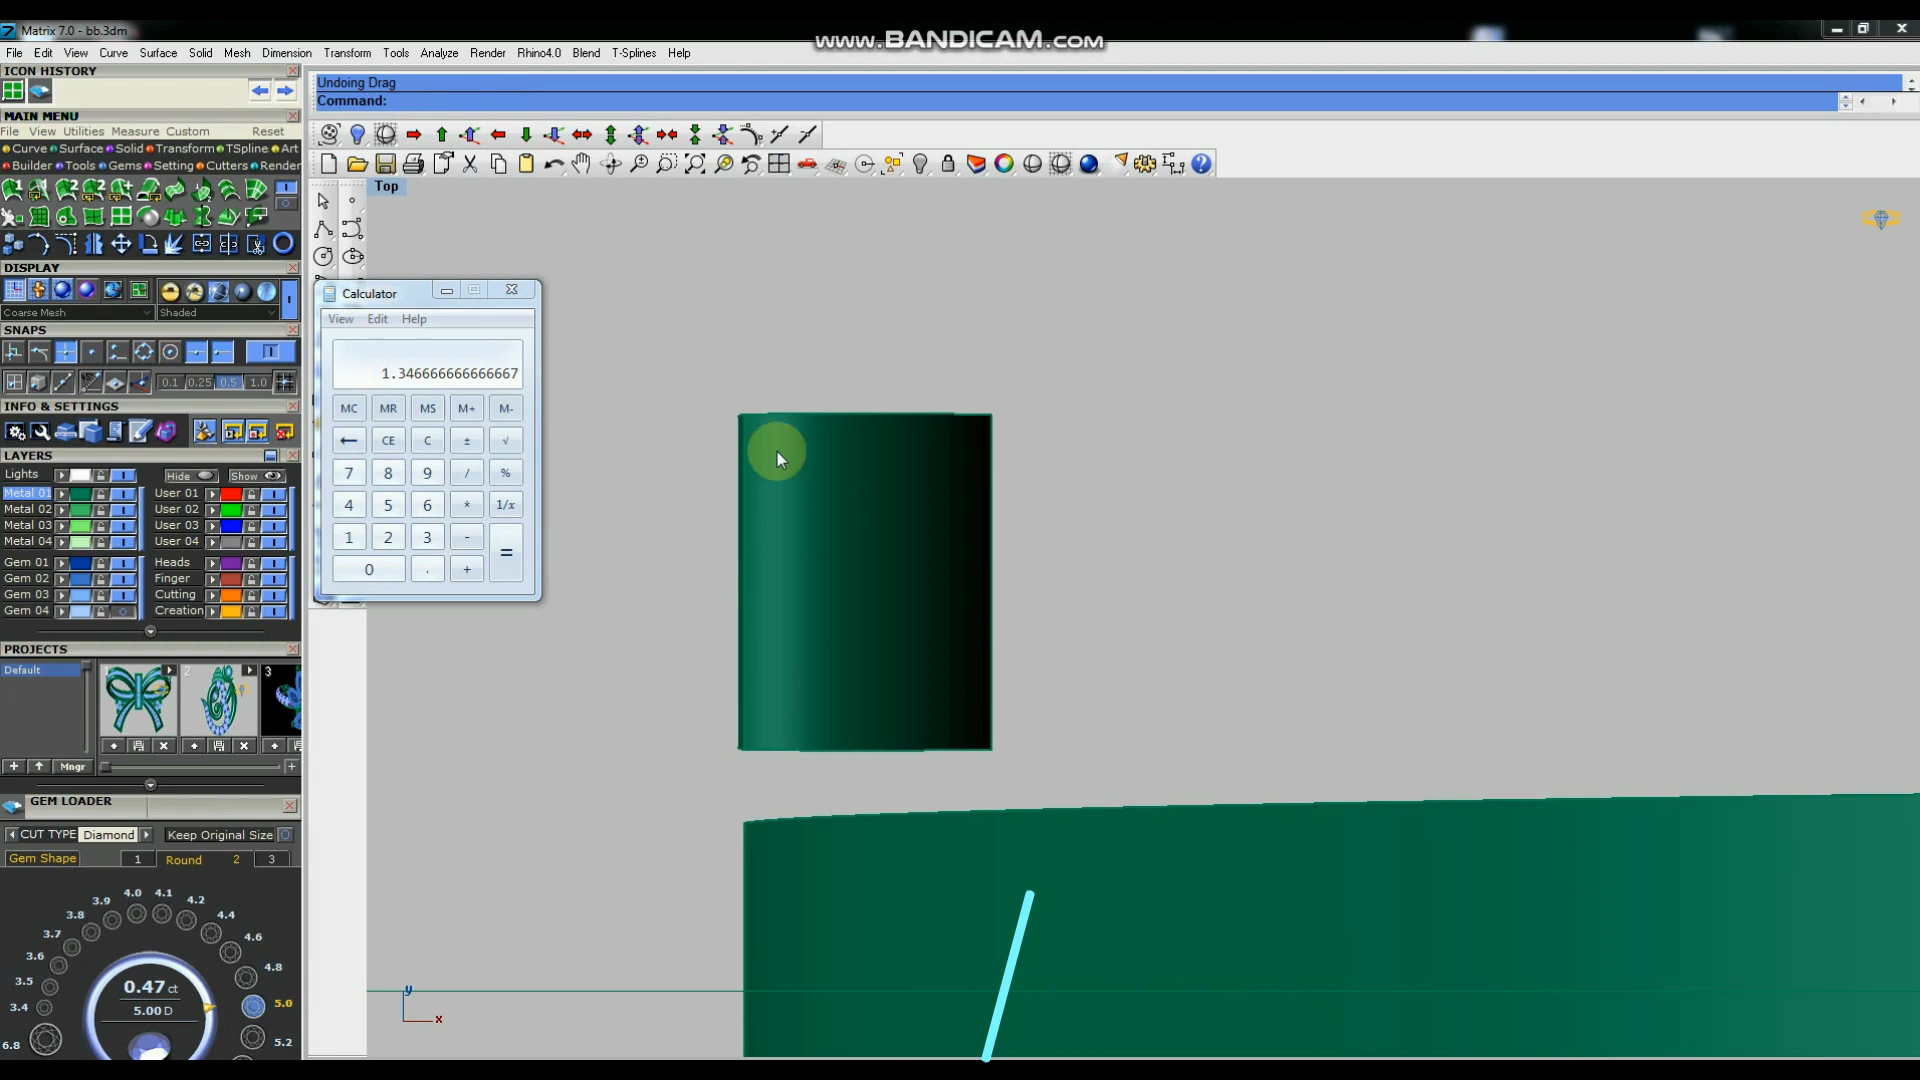 www.BANDICAM.com
Matrix 7.0 - bb.3dm
File Edit View Curve Surface Solid Mesh Dimension Transform Tools Analyze Render Rhino4.0 Blend T-Splines Help
ICON HISTORY
Undoing Drag
Command:
MAIN MENU
File View Utilities Measure Custom Reset
Curve Surface Solid Transform TSpline Art
Builder Tools Gems Setting Cutters Render
Top
DISPLAY
Coarse Mesh Shaded
SNAPS
0.1 0.25 0.5 1.0
INFO & SETTINGS
LAYERS
Lights Hide Show
Metal 01 User 01
Metal 02 User 02
Metal 03 User 03
Metal 04 User 04
Gem 01 Heads
Gem 02 Finger
Gem 03 Cutting
Gem 04 Creation
PROJECTS
Default
1 2 3
Mngr
GEM LOADER
CUT TYPE Diamond Keep Original Size
Gem Shape 1 Round 2 3
4.0 4.1
3.9 4.2
3.8 4.4
3.7 4.6
3.6 4.8
3.5 5.0
3.4 5.2
6.8
0.47 ct
5.00 D
Calculator
View Edit Help
1.346666666666667
MC MR MS M+ M-
← CE C ± √
7 8 9 / %
4 5 6 * 1/x
1 2 3 - =
0 . +
y
x